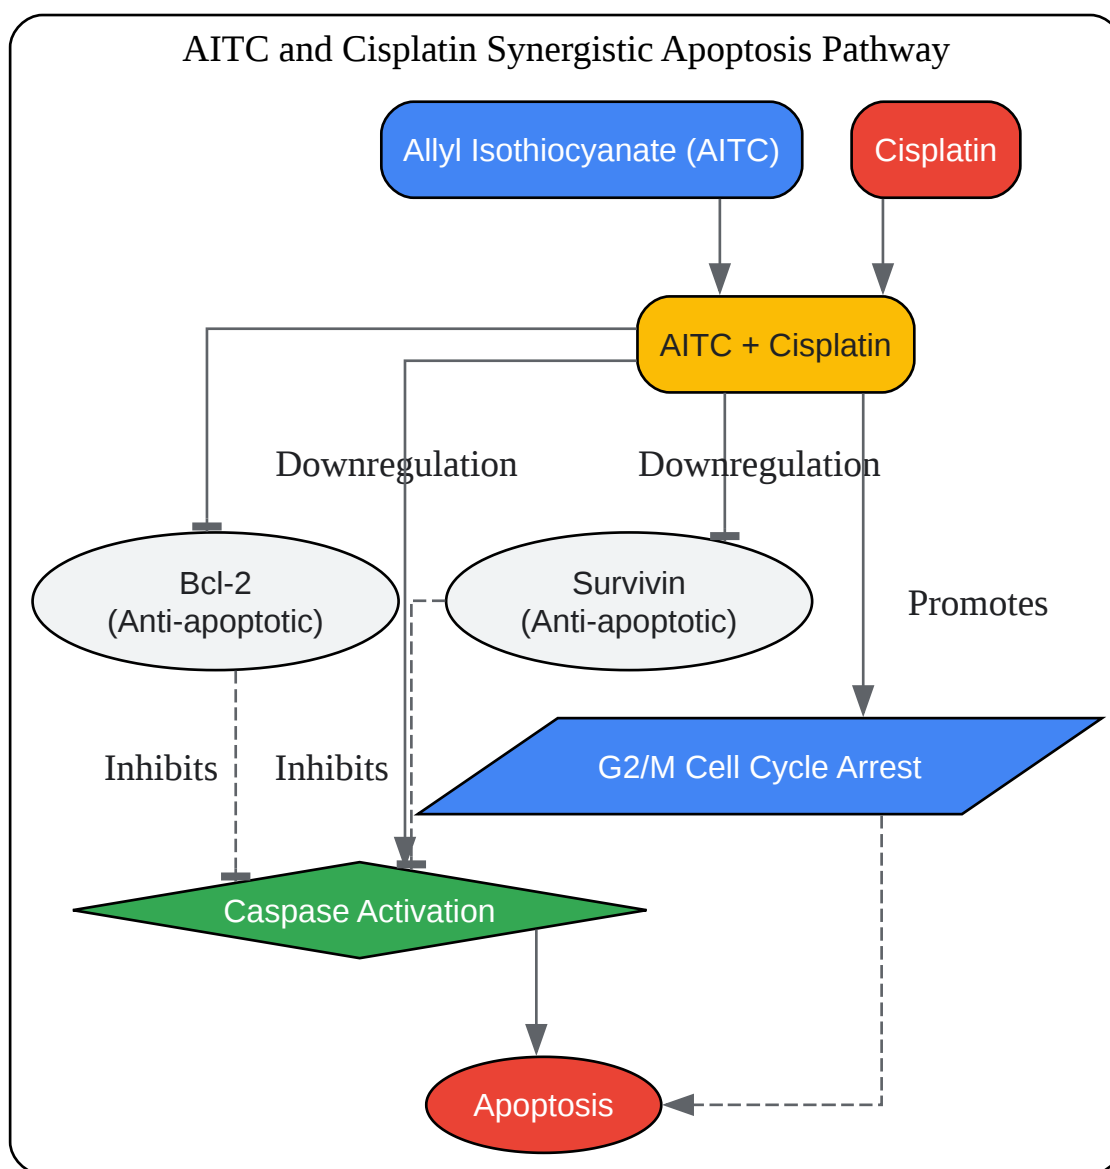 AITC and Cisplatin Synergistic Apoptosis Pathway
Allyl Isothiocyanate (AITC)
Cisplatin
AITC + Cisplatin
Downregulation
Downregulation
Bcl-2
(Anti-apoptotic)
Survivin
(Anti-apoptotic)
Promotes
Inhibits
Inhibits
G2/M Cell Cycle Arrest
Caspase Activation
Apoptosis